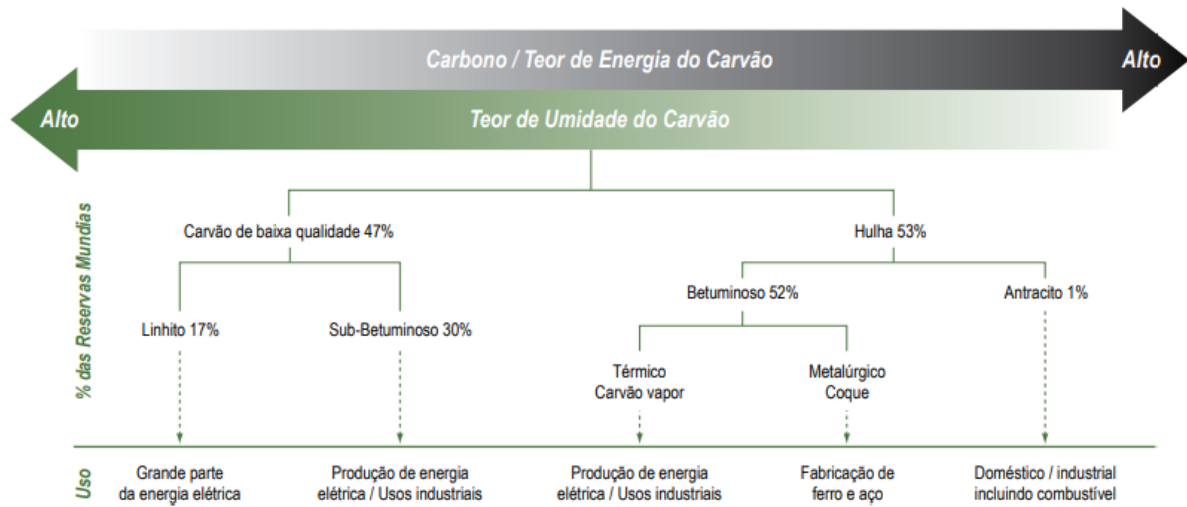 Carbono / Teor de Energia do Carvão
Alto
Alto
Teor de Umidade do Carvão
% das Reservas Mundias
Carvão de baixa qualidade 47%
Hulha 53%
Betuminoso 52%
Antracito 1%
Linhito 17%
Sub-Betuminoso 30%
Térmico
Carvão vapor
Metalúrgico
Coque
Uso
Grande parte
da energia elétrica
Produção de energia
elétrica / Usos industriais
Produção de energia
elétrica / Usos industriais
Fabricação de
ferro e aço
Doméstico / industrial
incluindo combustível